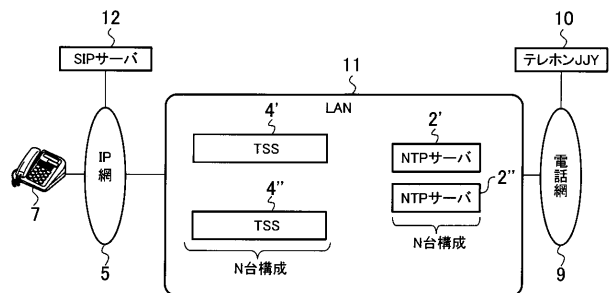 12
SIPサーバ
10
テレホンJJY
11
LAN
4'
TSS
2'
NTPサーバ
IP網
電話網
7
4''
TSS
NTPサーバ
2''
N台構成
N台構成
5
9